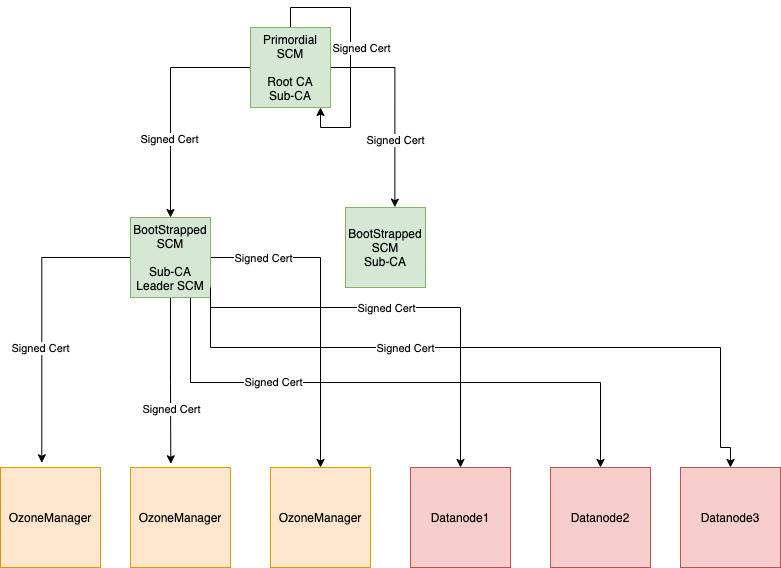 Primordial
SCM
Root CA
Sub-CA
Signed Cert
Signed Cert
Signed Cert
BootStrapped
SCM
Sub-CA
Leader SCM
BootStrapped
SCM
Sub-CA
Signed Cert
Signed Cert
Signed Cert
Signed Cert
Signed Cert
Signed Cert
OzoneManager
OzoneManager
OzoneManager
Datanode1
Datanode2
Datanode3